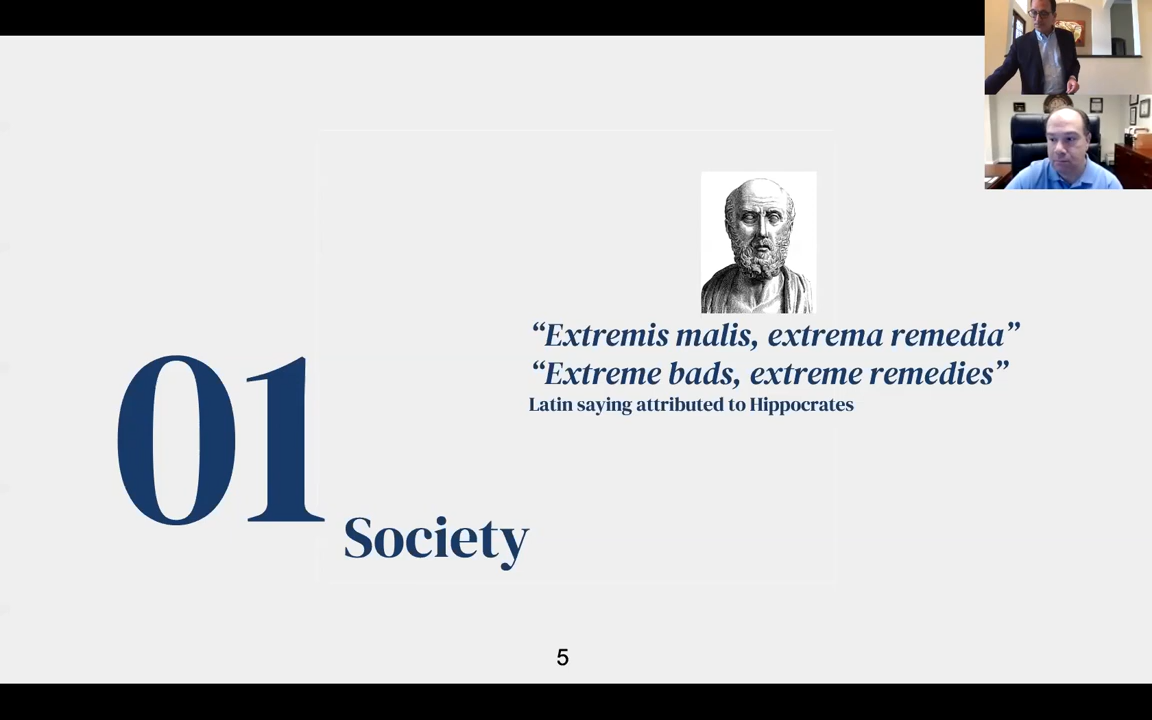 “Extremis malis, extrema remedia”
“Extreme bads, extreme remedies”
Latin saying attributed to Hippocrates
01
Society
5